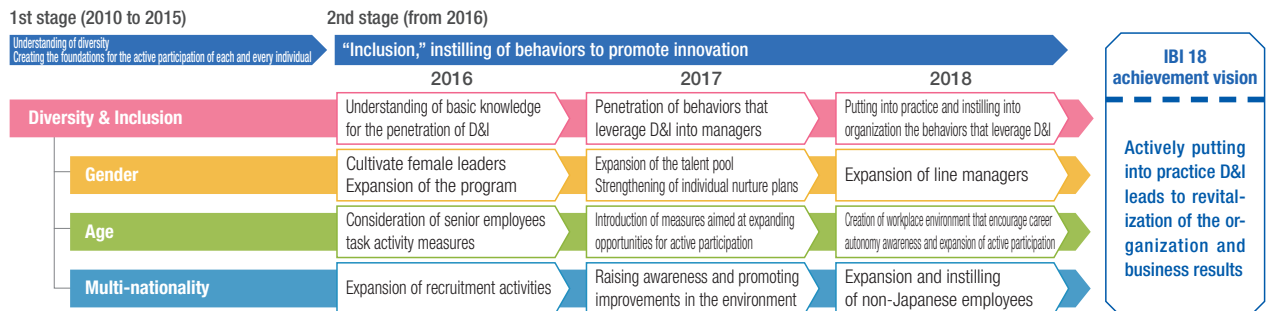 1st stage (2010 to 2015)
2nd stage (from 2016)
Understanding of diversity
Creating the foundations for the active participation of each and every individual
“Inclusion,” instilling of behaviors to promote innovation
2016
2017
2018
Diversity & Inclusion
Understanding of basic knowledge
for the penetration of D&I
Penetration of behaviors that
leverage D&I into managers
Putting into practice and instilling into
organization the behaviors that leverage D&I
Gender
Cultivate female leaders
Expansion of the program
Expansion of the talent pool
Strengthening of individual nurture plans
Expansion of line managers
Age
Consideration of senior employees
task activity measures
Introduction of measures aimed at expanding
opportunities for active participation
Creation of workplace environment that encourage career
autonomy awareness and expansion of active participation
Multi-nationality
Expansion of recruitment activities
Raising awareness and promoting
improvements in the environment
Expansion and instilling
of non-Japanese employees
IBI 18
achievement vision
Actively putting
into practice D&I
leads to revital-
ization of the or-
ganization and
business results